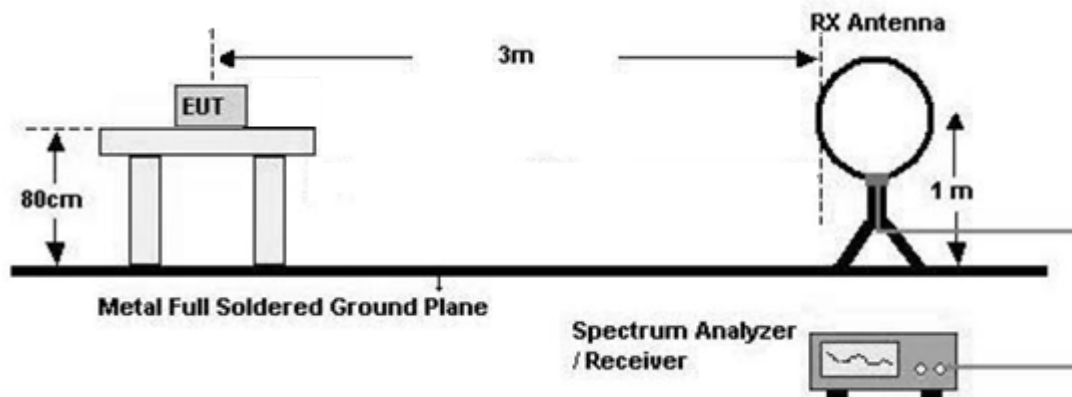 RX Antenna
3m
EUT
80cm
1 m
Metal Full Soldered Ground Plane
Spectrum Analyzer
/ Receiver